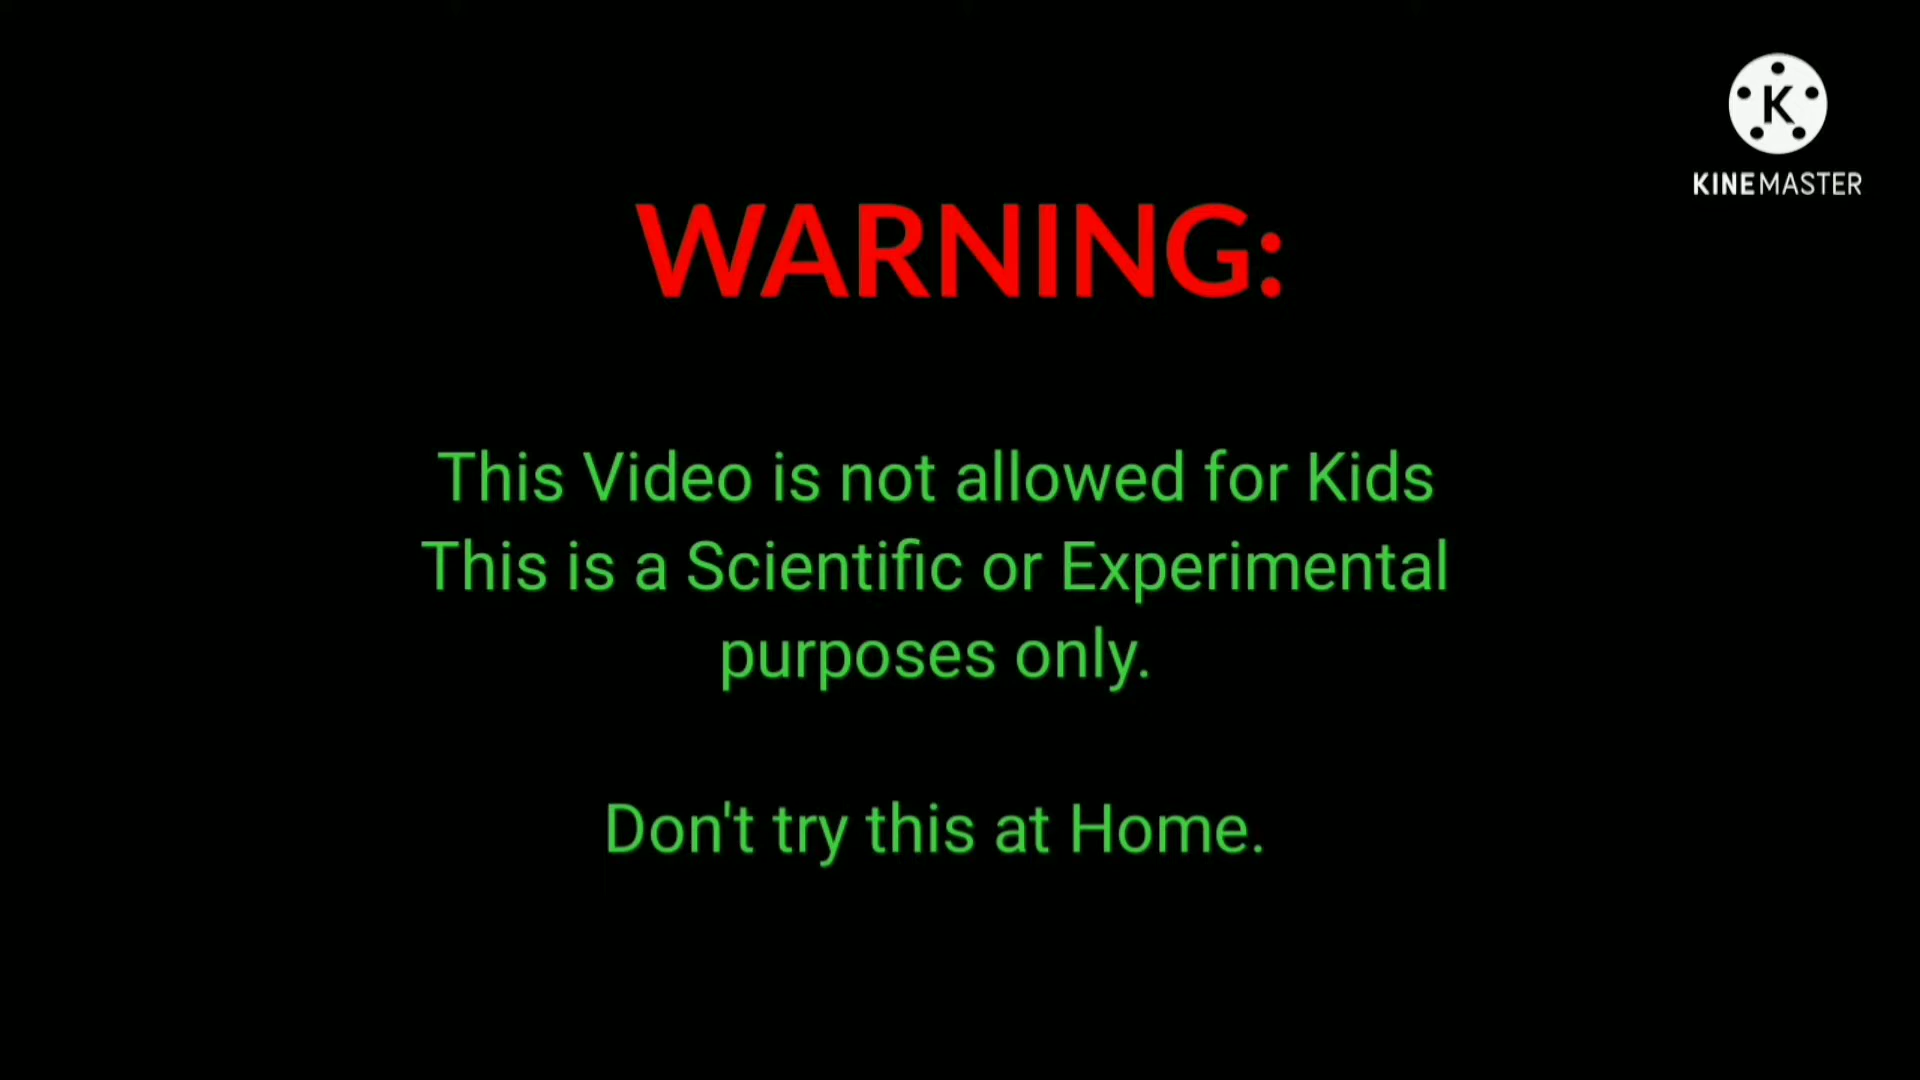 K
KINEMASTER
WARNING:
This Video is not allowed for Kids
This is a Scientific or Experimental
purposes only.
Don't try this at Home.